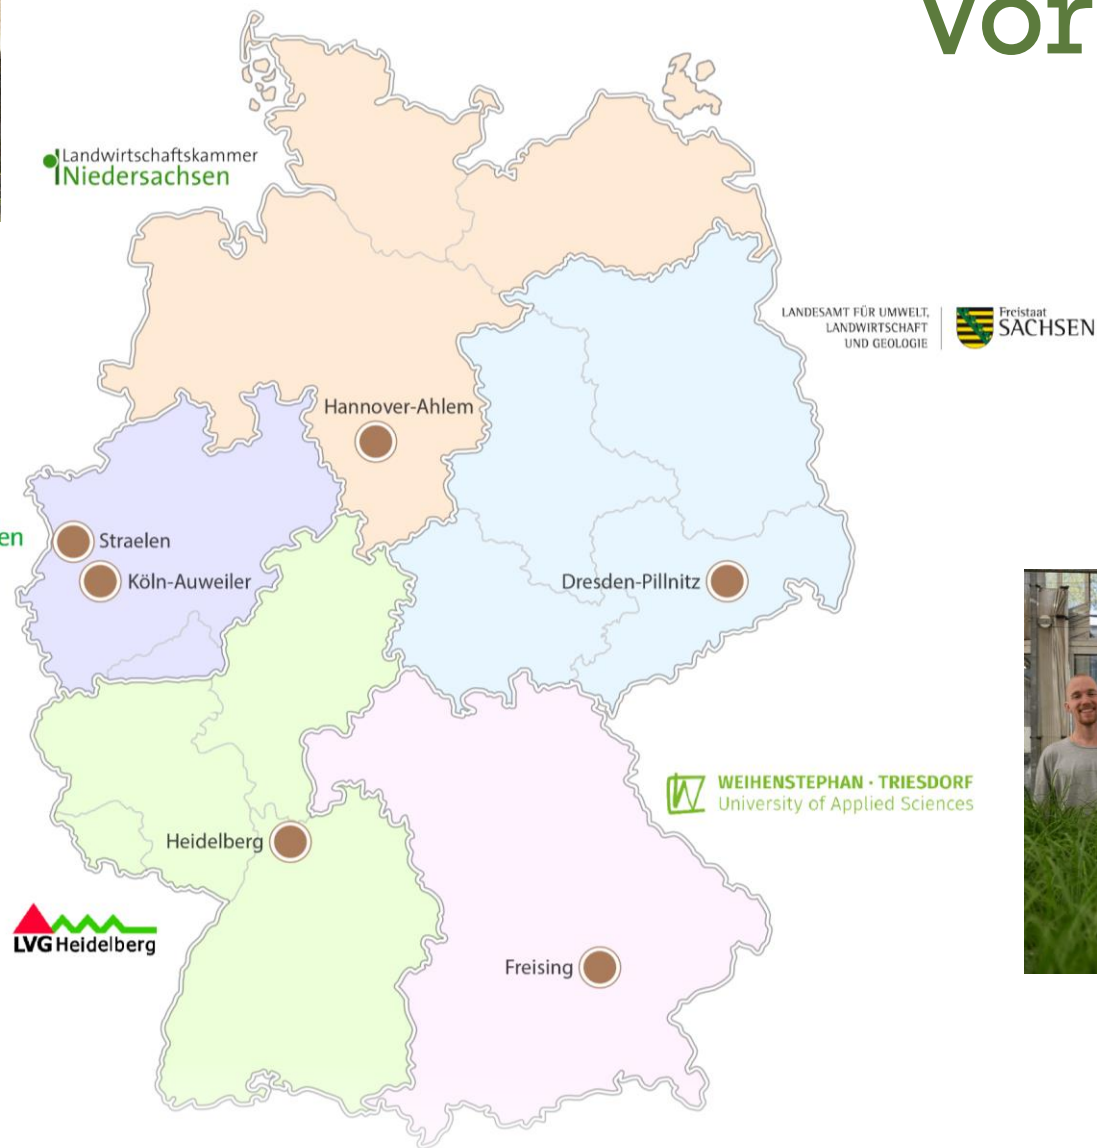 vor
Landwirtschaftskammer
Niedersachsen
LANDESAMT FÜR UMWELT,
LANDWIRTSCHAFT
UND GEOLOGIE
Freistaat
SACHSEN
Hannover-Ahlem
en
Straelen
Köln-Auweiler
Dresden-Pillnitz
WEIHENSTEPHAN · TRIESDORF
University of Applied Sciences
Heidelberg
LVG Heidelberg
Freising